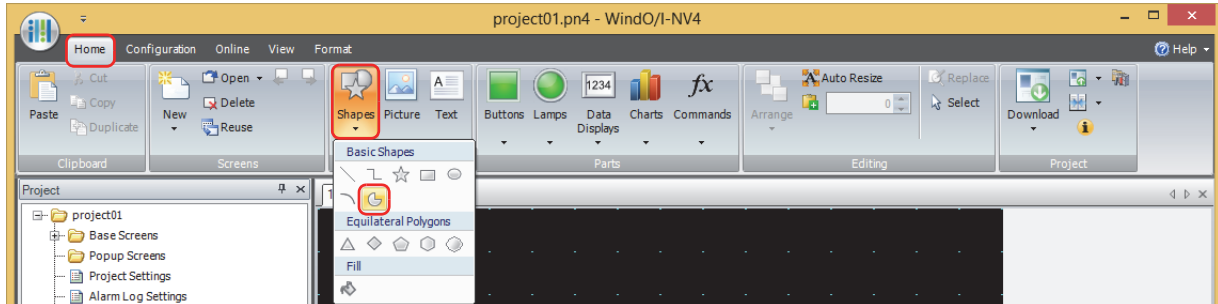 project01.pn4 - WindO/I-NV4
Home Configuration Online View Format Help
Cut Open Auto Resize Replace
Copy Delete 1234 fx 0 Select
Paste Duplicate New Reuse Shapes Picture Text Buttons Lamps Data Displays Charts Commands Arrange Download
Clipboard Screens Parts Editing Project
Basic Shapes
Project
1
project01
Base Screens
Popup Screens
Project Settings
Alarm Log Settings
Equilateral Polygons
Fill